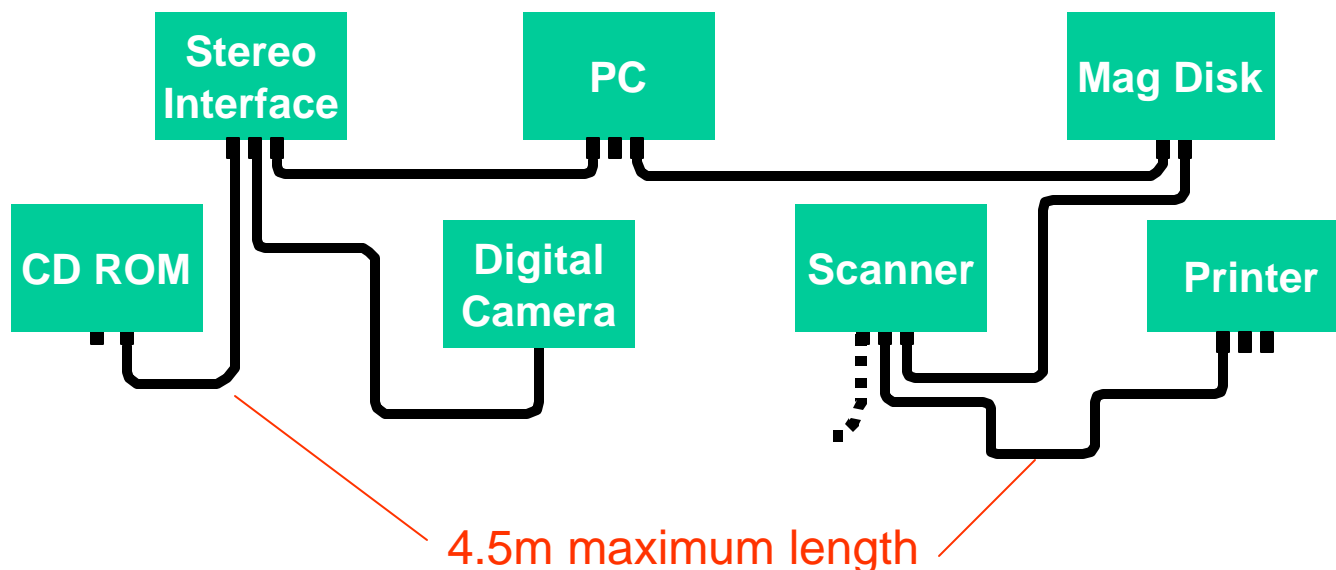 Stereo
Interface
PC
Mag Disk
CD ROM
Digital
Camera
Scanner
Printer
4.5m maximum length